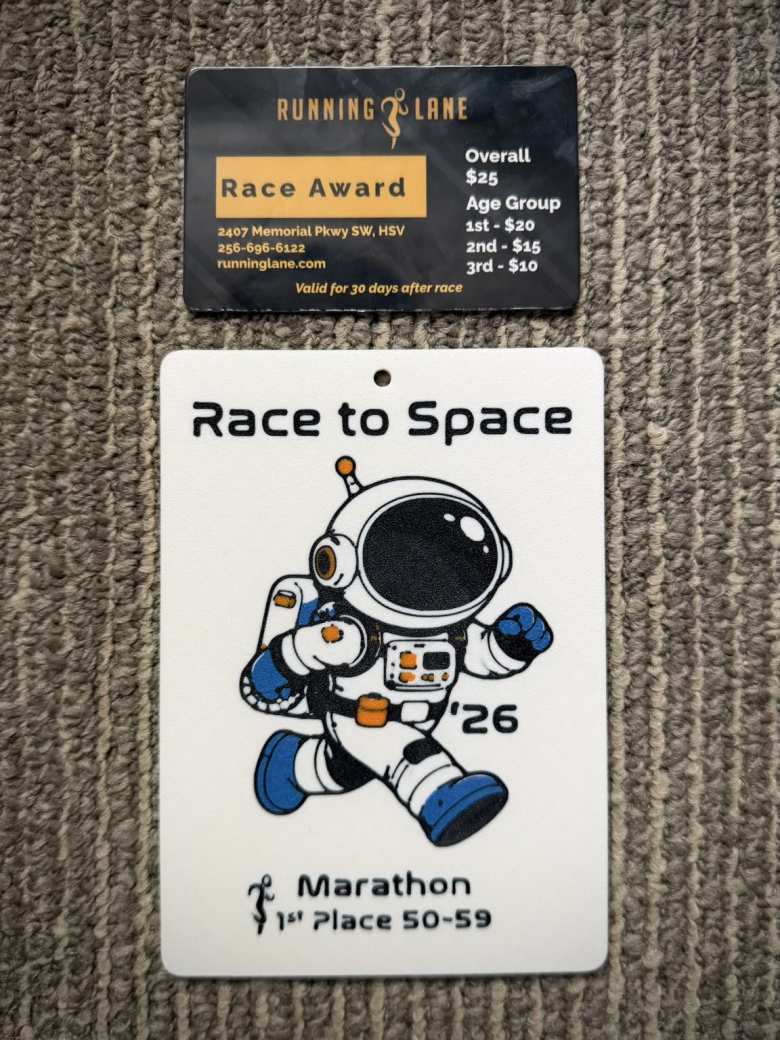 RUNNING LANE
Race Award
2407 Memorial Pkwy SW, HSV
256-696-6122
runninglane.com
Overall
$25
Age Group
1st - $20
2nd - $15
3rd - $10
Valid for 30 days after race
Race to Space
'26
Marathon
1st Place 50-59